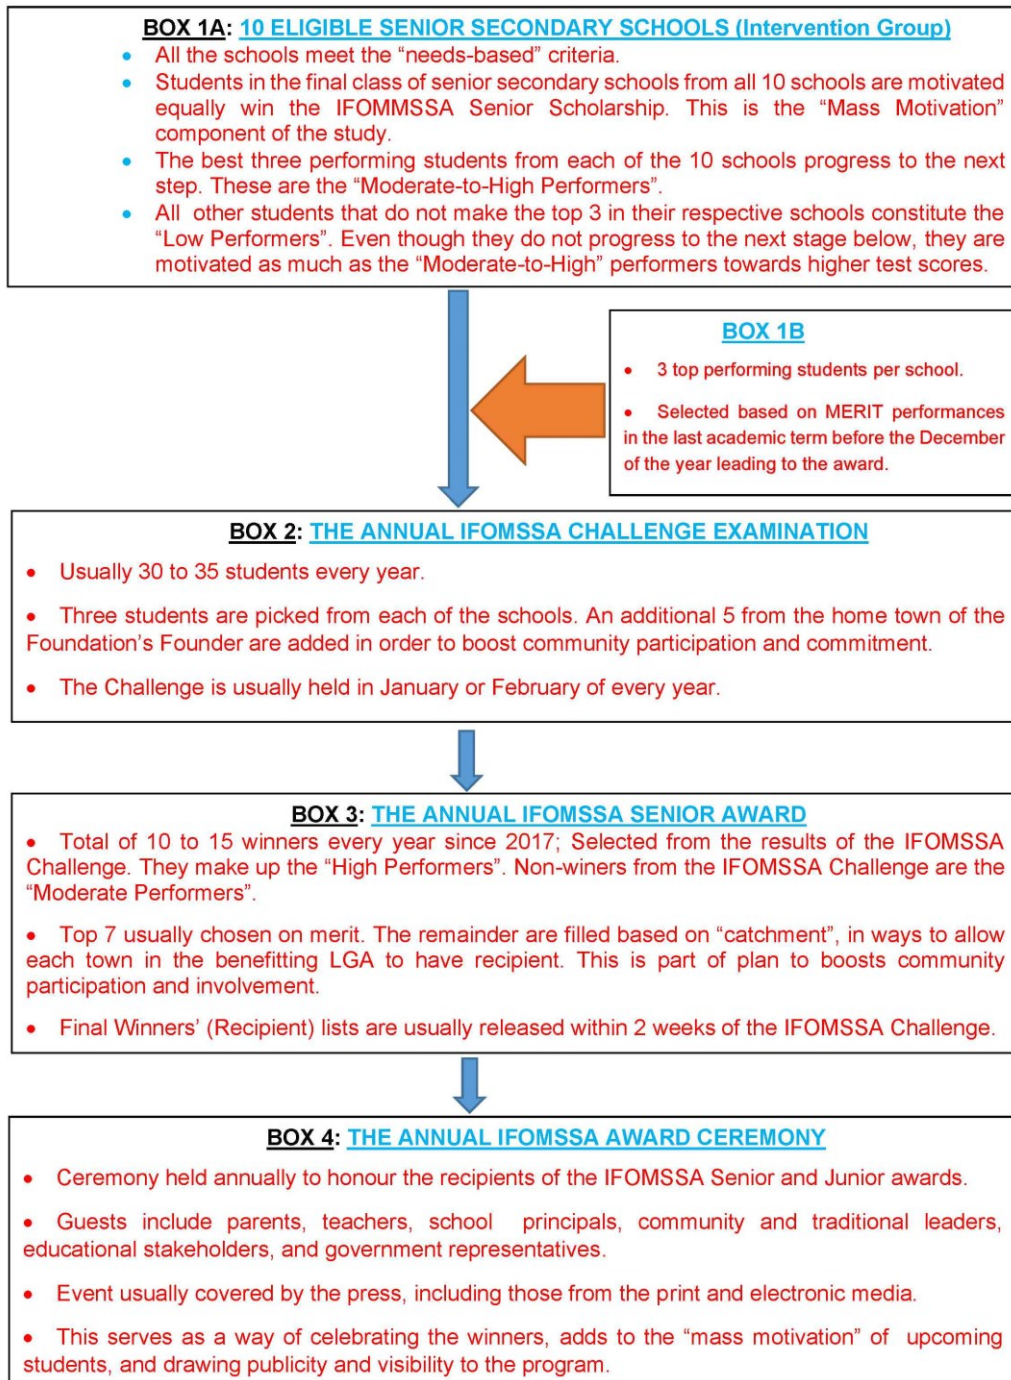 BOX 1A: 10 ELIGIBLE SENIOR SECONDARY SCHOOLS (Intervention Group)
• All the schools meet the “needs-based” criteria.
• Students in the final class of senior secondary schools from all 10 schools are motivated
equally win the IFOMMSSA Senior Scholarship. This is the “Mass Motivation”
component of the study.
• The best three performing students from each of the 10 schools progress to the next
step. These are the “Moderate-to-High Performers”.
• All other students that do not make the top 3 in their respective schools constitute the
“Low Performers”. Even though they do not progress to the next stage below, they are
motivated as much as the “Moderate-to-High” performers towards higher test scores.
BOX 1B
• 3 top performing students per school.
• Selected based on MERIT performances
in the last academic term before the December
of the year leading to the award.
BOX 2: THE ANNUAL IFOMSSA CHALLENGE EXAMINATION
• Usually 30 to 35 students every year.
• Three students are picked from each of the schools. An additional 5 from the home town of the
Foundation’s Founder are added in order to boost community participation and commitment.
• The Challenge is usually held in January or February of every year.
BOX 3: THE ANNUAL IFOMSSA SENIOR AWARD
• Total of 10 to 15 winners every year since 2017; Selected from the results of the IFOMSSA
Challenge. They make up the “High Performers”. Non-winers from the IFOMSSA Challenge are the
“Moderate Performers”.
• Top 7 usually chosen on merit. The remainder are filled based on “catchment”, in ways to allow
each town in the benefitting LGA to have recipient. This is part of plan to boosts community
participation and involvement.
• Final Winners’ (Recipient) lists are usually released within 2 weeks of the IFOMSSA Challenge.
BOX 4: THE ANNUAL IFOMSSA AWARD CEREMONY
• Ceremony held annually to honour the recipients of the IFOMSSA Senior and Junior awards.
• Guests include parents, teachers, school principals, community and traditional leaders,
educational stakeholders, and government representatives.
• Event usually covered by the press, including those from the print and electronic media.
• This serves as a way of celebrating the winners, adds to the “mass motivation” of upcoming
students, and drawing publicity and visibility to the program.